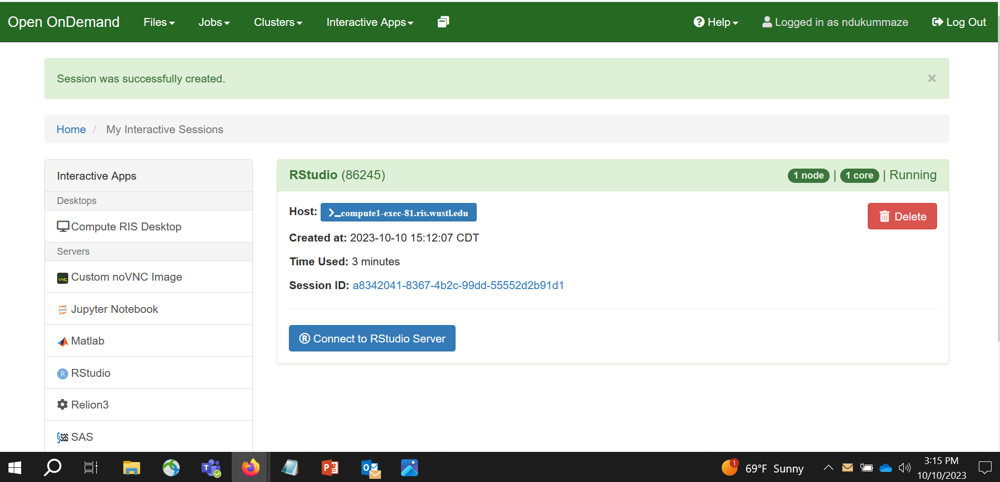 Open OnDemand Files Jobs Clusters Interactive Apps Help Logged in as ndukummaze Log Out
Session was successfully created. ×
Home / My Interactive Sessions
Interactive Apps
Desktops
Compute RIS Desktop
Servers
VNC Custom noVNC Image
jupyter Jupyter Notebook
Matlab
R RStudio
Relion3
sas SAS
RStudio (86245) 1 node | 1 core | Running
Host: >_compute1-exec-81.ris.wustl.edu
Delete
Created at: 2023-10-10 15:12:07 CDT
Time Used: 3 minutes
Session ID: a8342041-8367-4b2c-99dd-55552d2b91d1
® Connect to RStudio Server
1 69°F Sunny
3:15 PM
10/10/2023